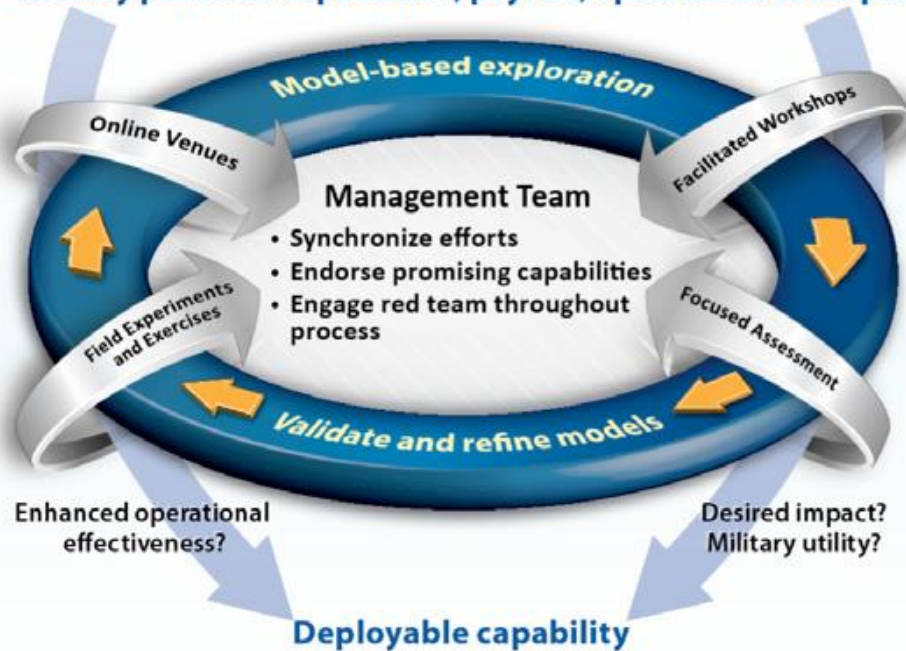 Model-based exploration
Online Venues
Facilitated Workshops
Management Team
• Synchronize efforts
• Endorse promising capabilities
• Engage red team throughout
process
Field Experiments
and Exercises
Focused Assessment
Validate and refine models
Enhanced operational
effectiveness?
Desired impact?
Military utility?
Deployable capability